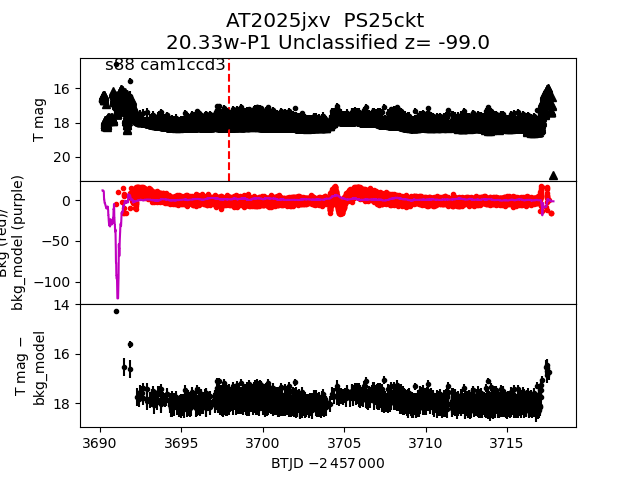 AT2025jxv  PS25ckt
20.33w-P1 Unclassified z= -99.0
s38 cam1ccd3
16
18
20
T mag
0
−50
−100
Bkg (red)/
bkg_model (purple)
14
16
18
T mag −
bkg_model
3690 3695 3700 3705 3710 3715
BTJD −2 457 000